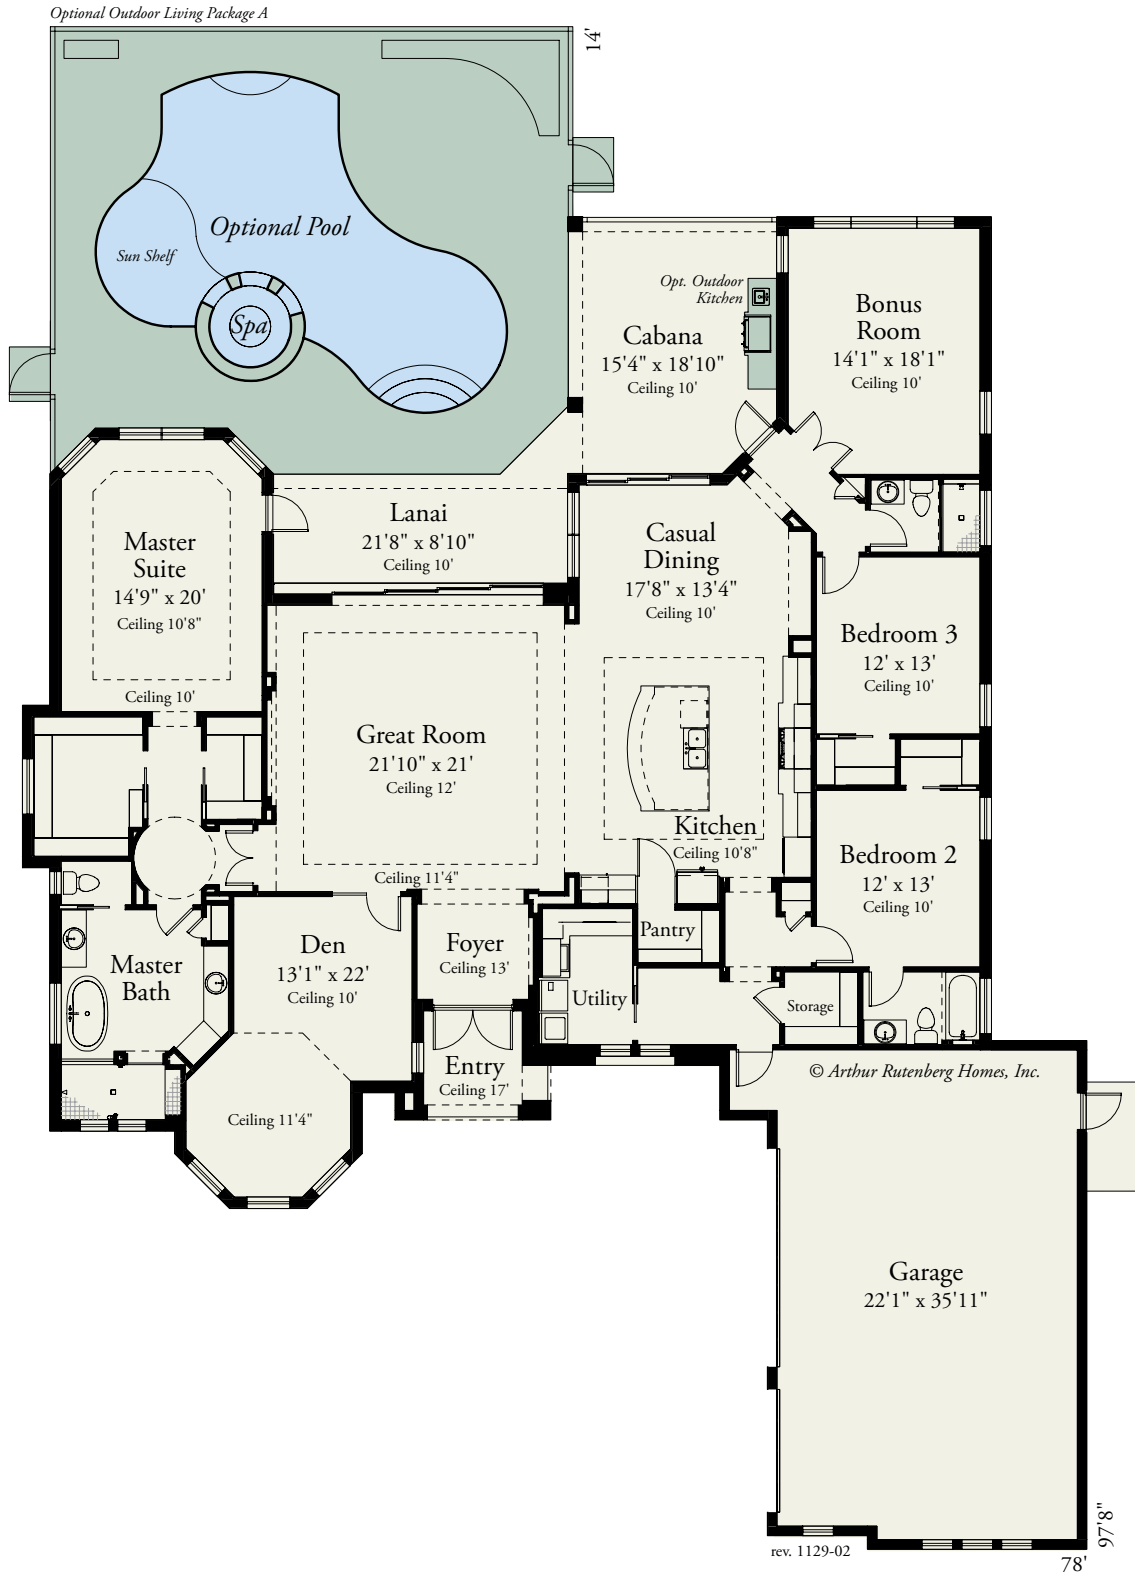 Optional Outdoor Living Package A
14'
Optional Pool
Sun Shelf
Spa
Opt. Outdoor
Kitchen
Cabana
15'4" x 18'10"
Ceiling 10'
Bonus
Room
14'1" x 18'1"
Ceiling 10'
Master
Suite
14'9" x 20'
Ceiling 10'8"
Ceiling 10'
Lanai
21'8" x 8'10"
Ceiling 10'
Casual
Dining
17'8" x 13'4"
Ceiling 10'
Bedroom 3
12' x 13'
Ceiling 10'
Great Room
21'10" x 21'
Ceiling 12'
Ceiling 11'4"
Kitchen
Ceiling 10'8"
Bedroom 2
12' x 13'
Ceiling 10'
Master
Bath
Den
13'1" x 22'
Ceiling 10'
Ceiling 11'4"
Foyer
Ceiling 13'
Pantry
Utility
Storage
Entry
Ceiling 17'
© Arthur Rutenberg Homes, Inc.
Garage
22'1" x 35'11"
rev. 1129-02
97'8"
78'